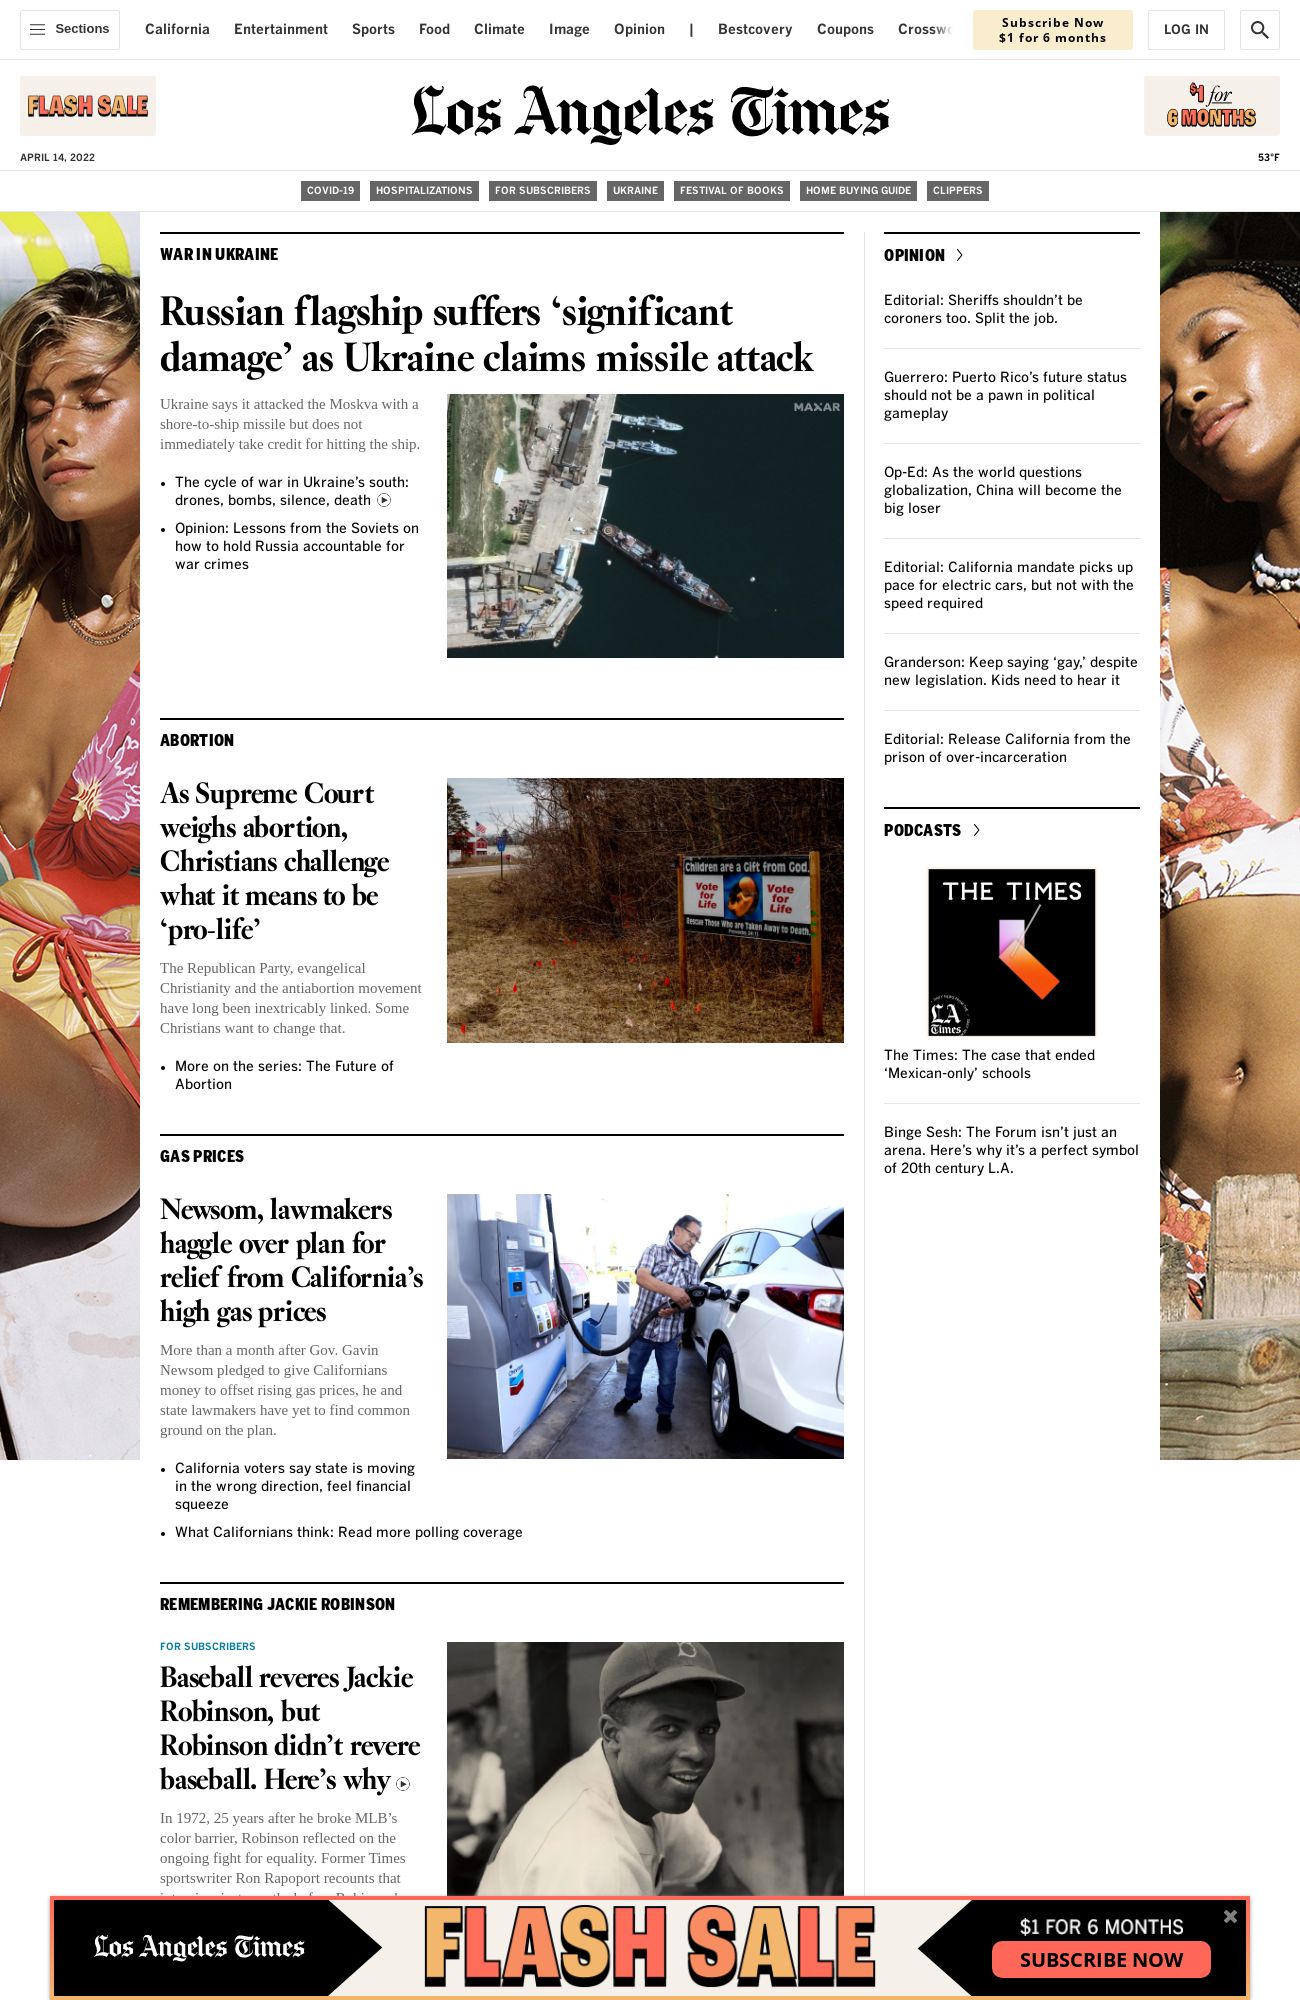 Sections
California Entertainment Sports Food Climate Image Opinion | Bestcovery Coupons
Subscribe Now
$1 for 6 months
LOG IN
FLASH SALE
Los Angeles Times
$1 for
6 MONTHS
APRIL 14, 2022
53°F
COVID-19 HOSPITALIZATIONS FOR SUBSCRIBERS UKRAINE FESTIVAL OF BOOKS HOME BUYING GUIDE CLIPPERS
WAR IN UKRAINE
Russian flagship suffers ‘significant
damage’ as Ukraine claims missile attack
Ukraine says it attacked the Moskva with a
shore-to-ship missile but does not
immediately take credit for hitting the ship.
• The cycle of war in Ukraine’s south:
drones, bombs, silence, death
• Opinion: Lessons from the Soviets on
how to hold Russia accountable for
war crimes
MAXAR
ABORTION
As Supreme Court
weighs abortion,
Christians challenge
what it means to be
‘pro-life’
The Republican Party, evangelical
Christianity and the antiabortion movement
have long been inextricably linked. Some
Christians want to change that.
• More on the series: The Future of
Abortion
Children are a Gift from God.
Vote
for
Life
Vote
for
Life
Rescue Those Who are Taken Away to Death.
GAS PRICES
Newsom, lawmakers
haggle over plan for
relief from California’s
high gas prices
More than a month after Gov. Gavin
Newsom pledged to give Californians
money to offset rising gas prices, he and
state lawmakers have yet to find common
ground on the plan.
• California voters say state is moving
in the wrong direction, feel financial
squeeze
• What Californians think: Read more polling coverage
REMEMBERING JACKIE ROBINSON
FOR SUBSCRIBERS
Baseball reveres Jackie
Robinson, but
Robinson didn’t revere
baseball. Here’s why
In 1972, 25 years after he broke MLB’s
color barrier, Robinson reflected on the
ongoing fight for equality. Former Times
sportswriter Ron Rapoport recounts that
OPINION
Editorial: Sheriffs shouldn’t be
coroners too. Split the job.
Guerrero: Puerto Rico’s future status
should not be a pawn in political
gameplay
Op-Ed: As the world questions
globalization, China will become the
big loser
Editorial: California mandate picks up
pace for electric cars, but not with the
speed required
Granderson: Keep saying ‘gay,’ despite
new legislation. Kids need to hear it
Editorial: Release California from the
prison of over-incarceration
PODCASTS
THE TIMES
LA
Times
The Times: The case that ended
‘Mexican-only’ schools
Binge Sesh: The Forum isn’t just an
arena. Here’s why it’s a perfect symbol
of 20th century L.A.
Los Angeles Times
FLASH SALE
$1 FOR 6 MONTHS
SUBSCRIBE NOW